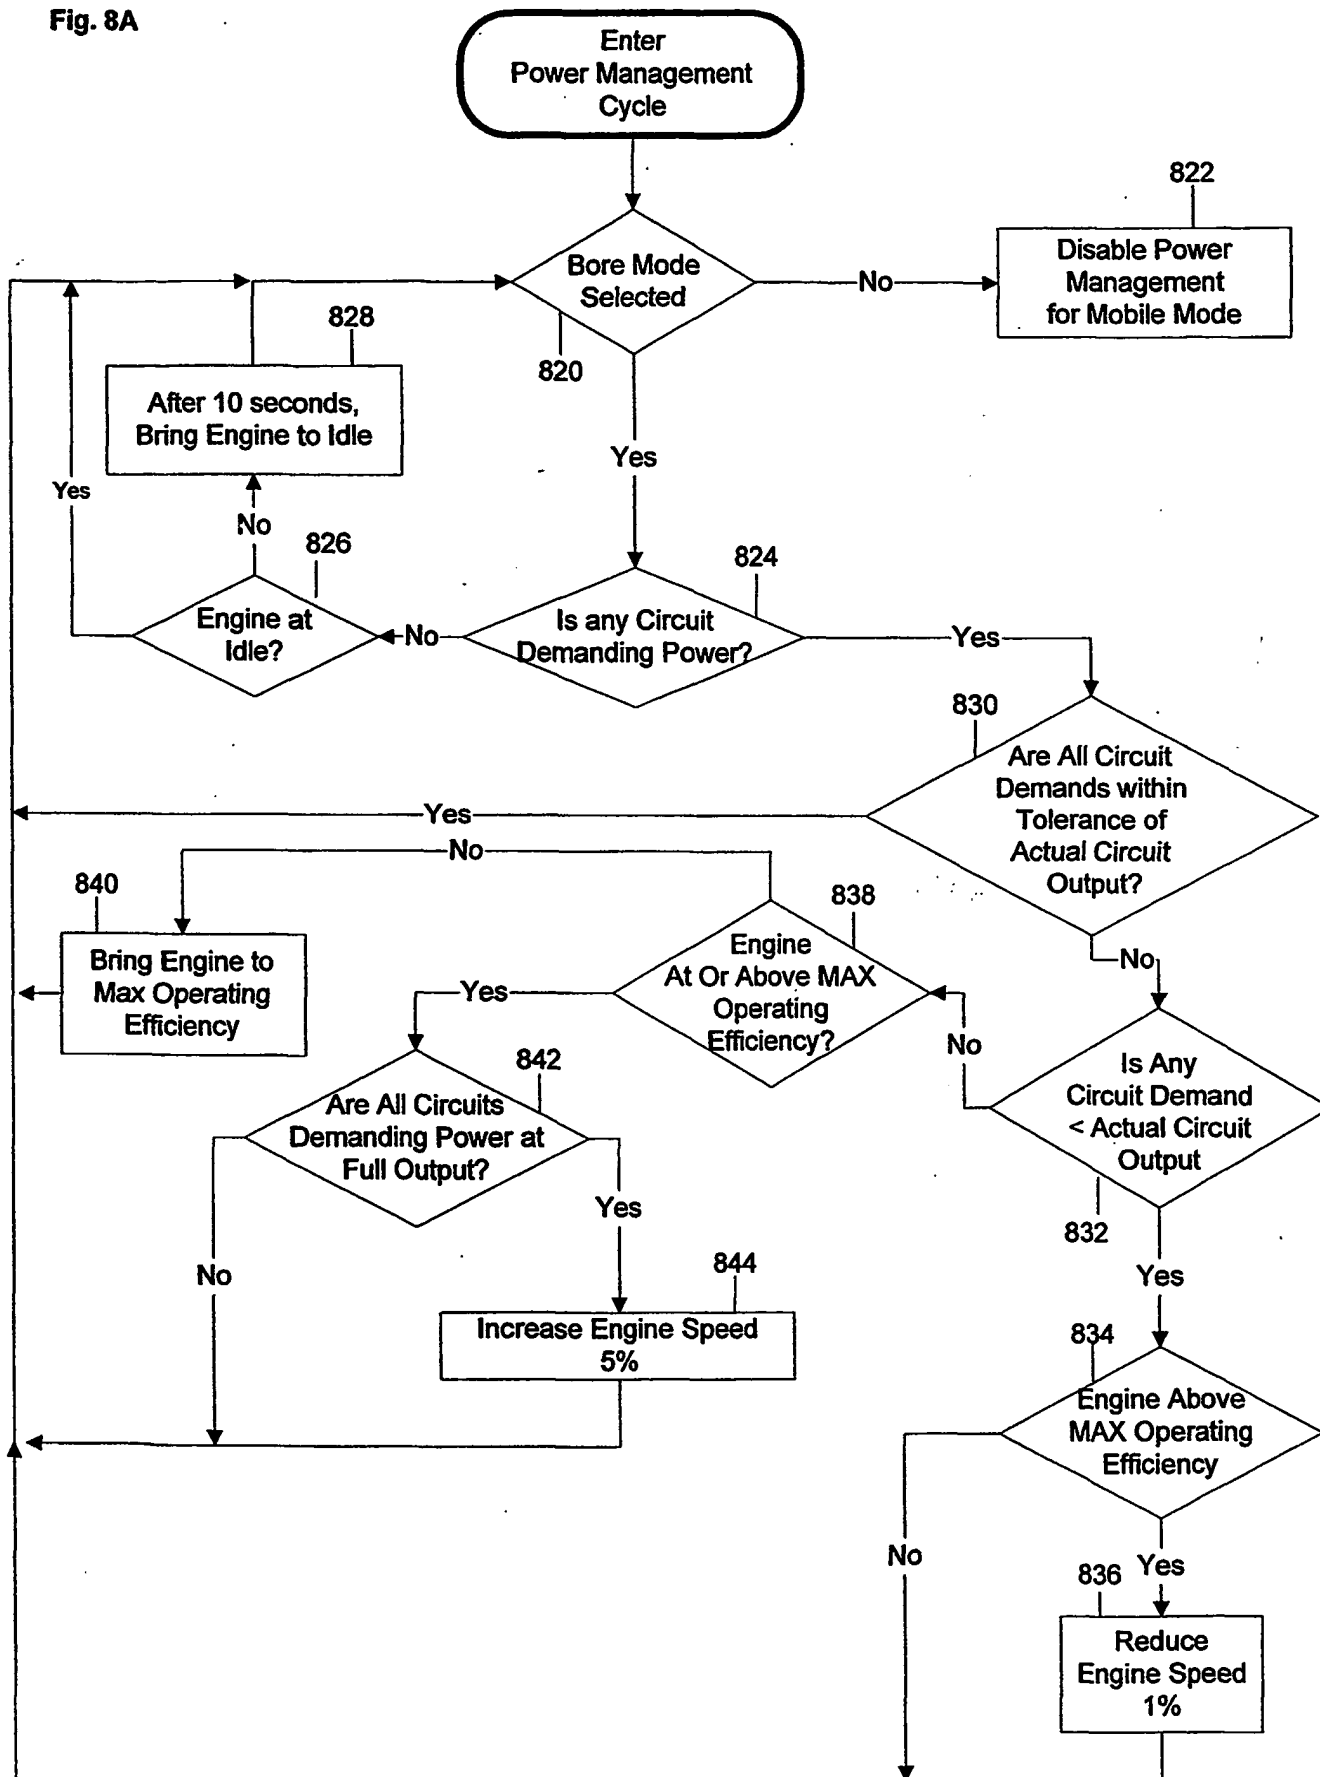 Fig. 8A
Enter
Power Management
Cycle
822
Bore Mode
Selected
No
Disable Power
Management
for Mobile Mode
828
820
After 10 seconds,
Bring Engine to Idle
Yes
Yes
No
826
824
Engine at
Idle?
No
Is any Circuit
Demanding Power?
Yes
830
Are All Circuit
Demands within
Tolerance of
Actual Circuit
Output?
Yes
No
840
838
Bring Engine to
Max Operating
Efficiency
Engine
At Or Above MAX
Operating
Efficiency?
No
Yes
No
842
Is Any
Circuit Demand
< Actual Circuit
Output
Are All Circuits
Demanding Power at
Full Output?
Yes
832
No
844
Yes
Increase Engine Speed
5%
834
Engine Above
MAX Operating
Efficiency
No
Yes
836
Reduce
Engine Speed
1%